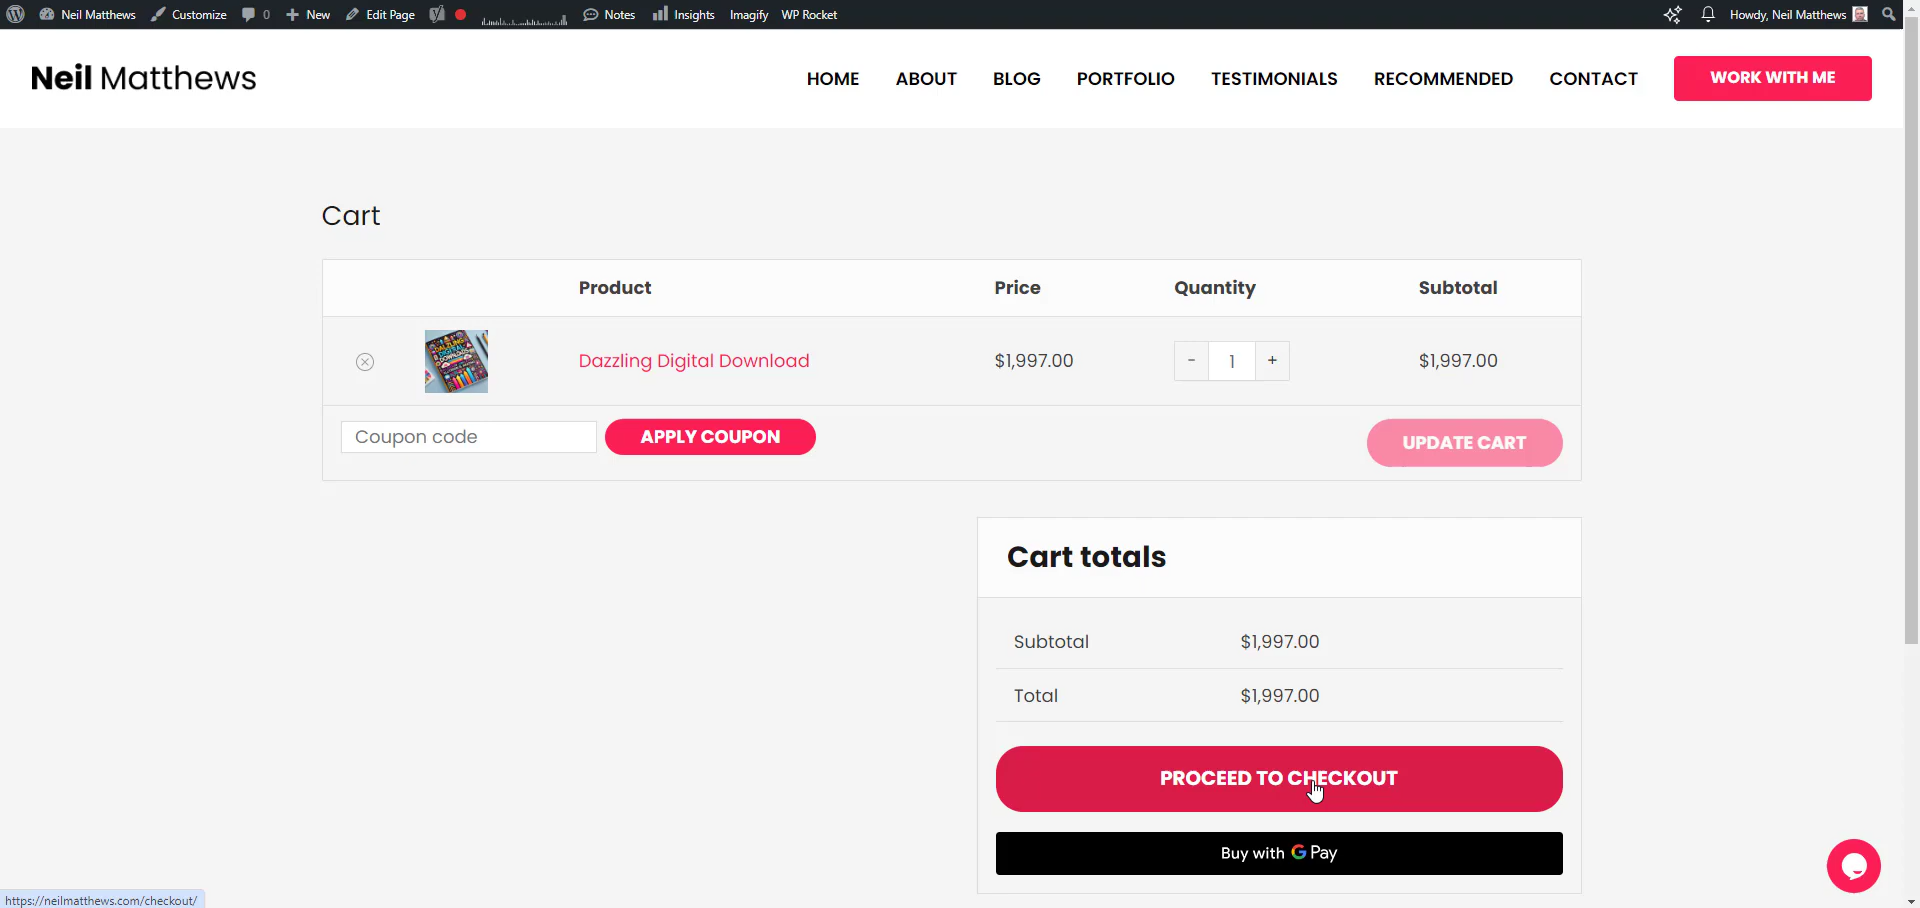 Neil Matthews Customize 0 New Edit Page Notes Insights Imagify WP Rocket Howdy, Neil Matthews
Neil Matthews
HOME ABOUT BLOG PORTFOLIO TESTIMONIALS RECOMMENDED CONTACT WORK WITH ME
Cart
Product Price Quantity Subtotal
DAZZLING
DIGITAL
DOWNLOAD
Dazzling Digital Download $1,997.00 - 1 + $1,997.00
Coupon code APPLY COUPON UPDATE CART
Cart totals
Subtotal $1,997.00
Total $1,997.00
PROCEED TO CHECKOUT
Buy with G Pay
https://neilmatthews.com/checkout/